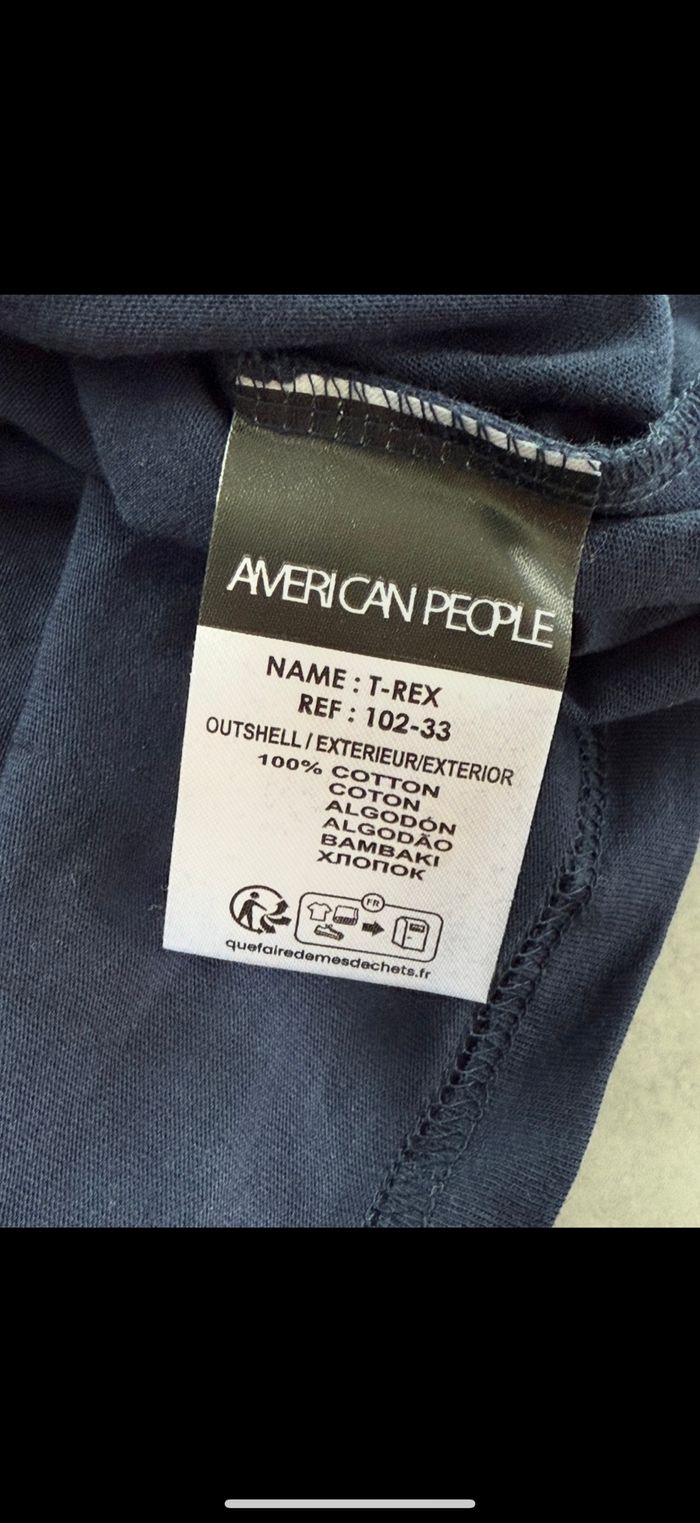 AMERICAN PEOPLE
NAME : T-REX
REF : 102-33
OUTSHELL / EXTERIEUR/EXTERIOR
100% COTTON
COTON
ALGODÓN
ALGODÃO
BAMBAKI
ХЛОПОК
FR
quefairedemesdechets.fr